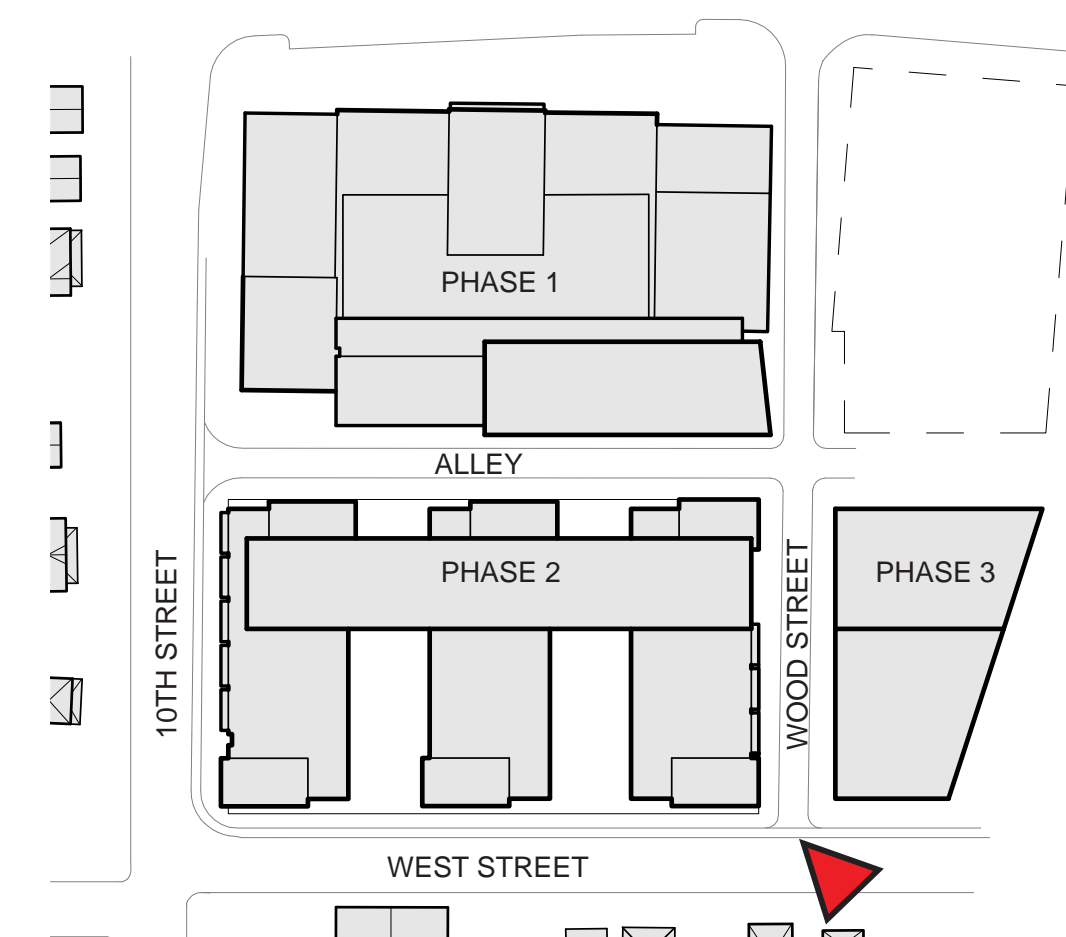 PHASE 1
ALLEY
PHASE 2
PHASE 3
10TH STREET
WOOD STREET
WEST STREET